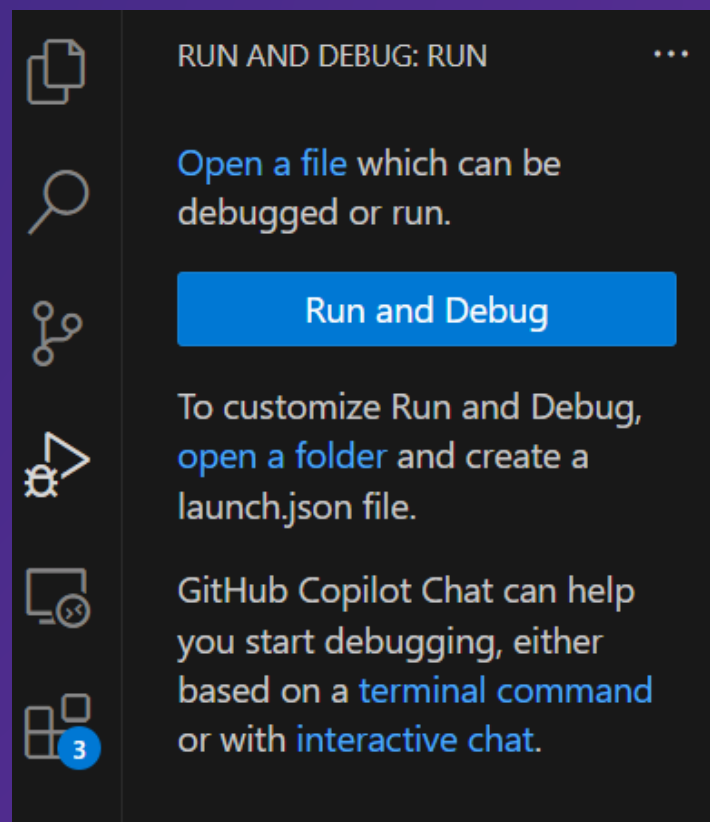 RUN AND DEBUG: RUN
Open a file which can be
debugged or run.
Run and Debug
To customize Run and Debug,
open a folder and create a
launch.json file.
GitHub Copilot Chat can help
you start debugging, either
based on a terminal command
or with interactive chat.
3